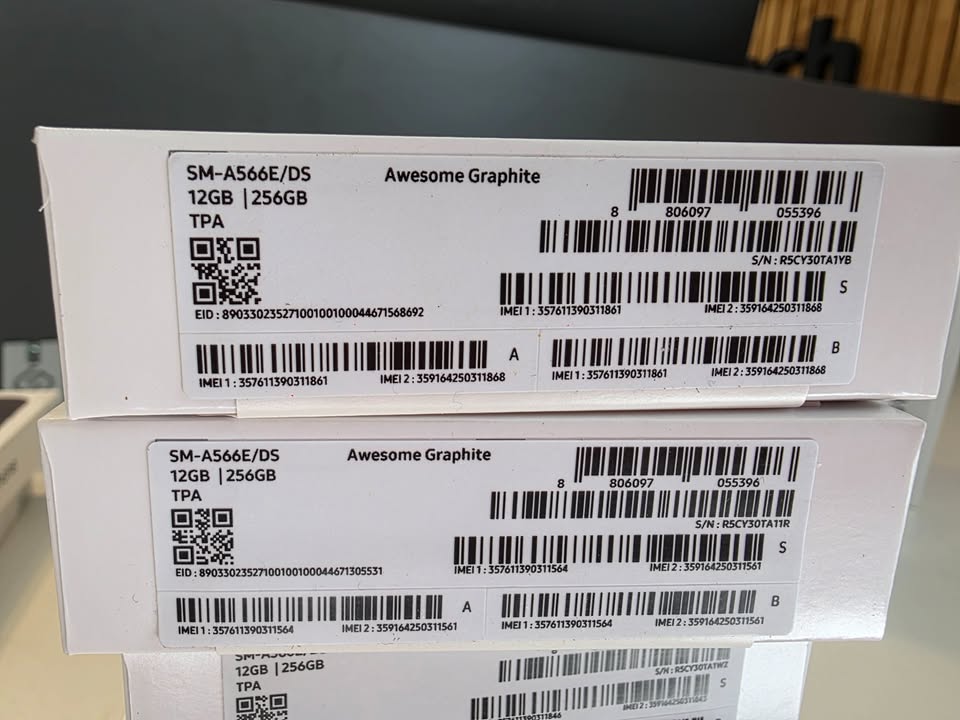 rh
SM-A566E/DS
Awesome Graphite
12GB | 256GB
TPA
8 806097 055396
S/N : R5CY30TA1YB
EID : 89033023527100100100044671568692
IMEI 1 : 357611390311861 IMEI 2 : 359164250311868 S
IMEI 1 : 357611390311861 IMEI 2 : 359164250311868 A
IMEI 1 : 357611390311861 IMEI 2 : 359164250311868 B
SM-A566E/DS
Awesome Graphite
12GB | 256GB
TPA
8 806097 055396
S/N : R5CY30TA11R
EID : 89033023527100100100044671305531
IMEI 1 : 357611390311564 IMEI 2 : 359164250311561 S
IMEI 1 : 357611390311564 IMEI 2 : 359164250311561 A
IMEI 1 : 357611390311564 IMEI 2 : 359164250311561 B
12GB | 256GB
TPA
S/N : R5CY30TA1WZ
S